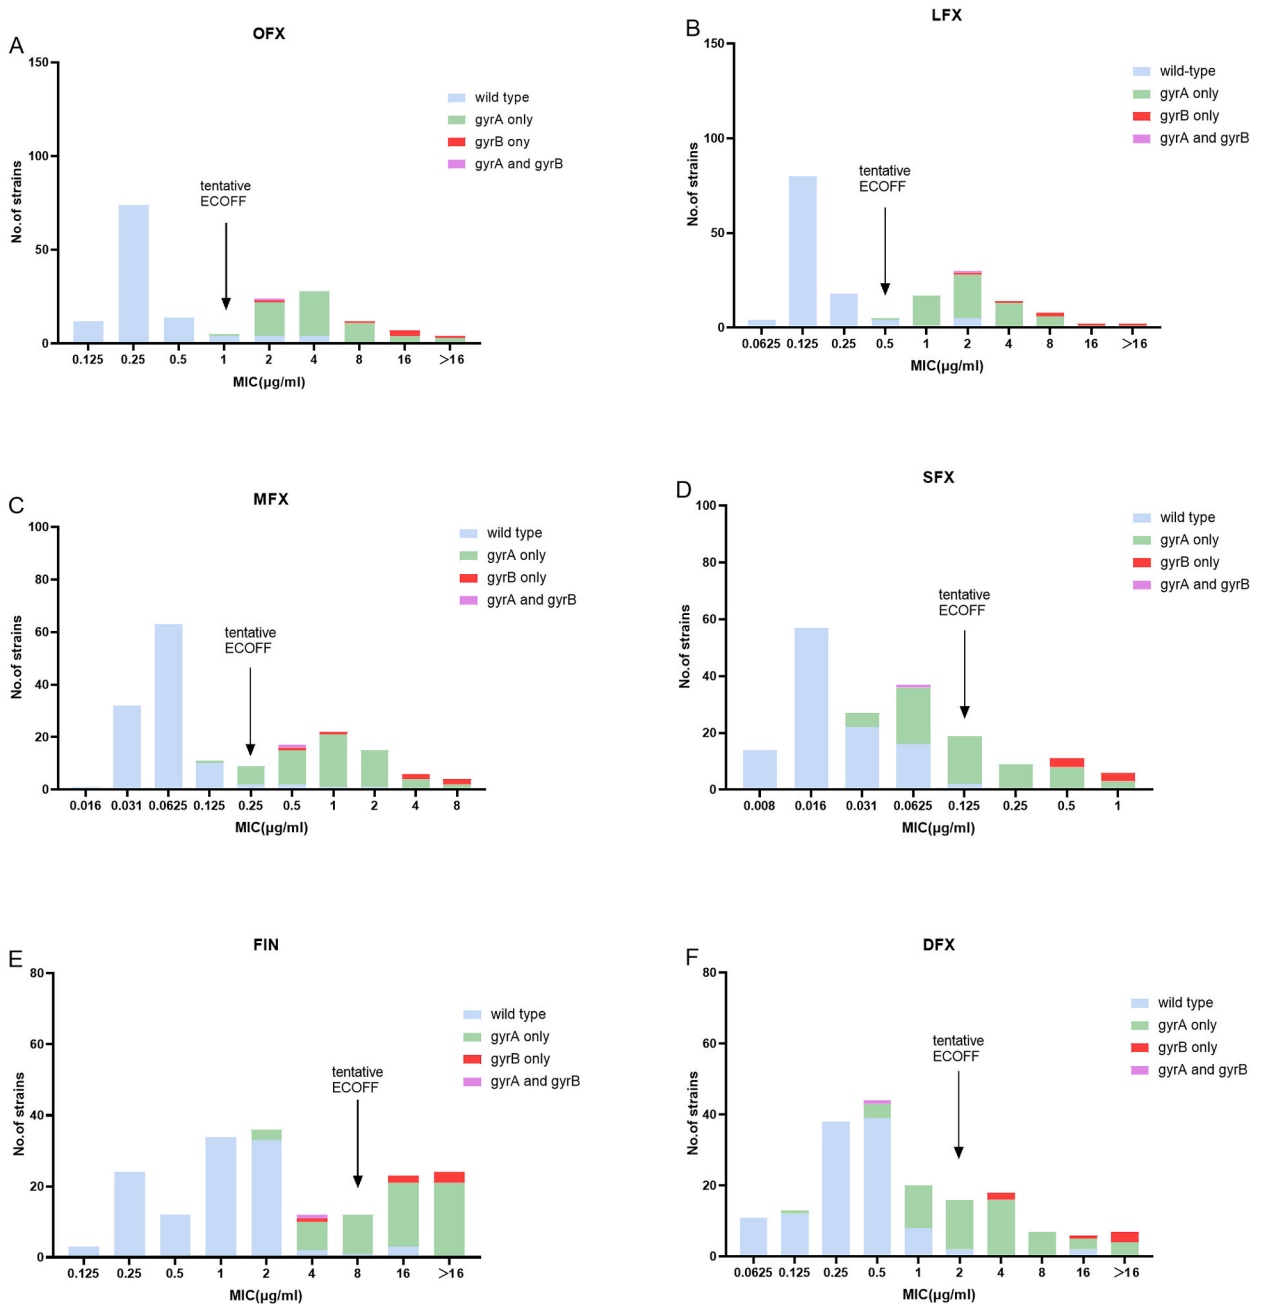 A
OFX
150
100
50
0
No.of strains
wild type
gyrA only
gyrB ony
gyrA and gyrB
tentative
ECOFF
0.125 0.25 0.5 1 2 4 8 16 >16
MIC(μg/ml)
B
LFX
150
100
50
0
No.of strains
wild-type
gyrA only
gyrB only
gyrA and gyrB
tentative
ECOFF
0.0625 0.125 0.25 0.5 1 2 4 8 16 >16
MIC(μg/ml)
C
MFX
100
80
60
40
20
0
No.of strains
wild type
gyrA only
gyrB only
gyrA and gyrB
tentative
ECOFF
0.016 0.031 0.0625 0.125 0.25 0.5 1 2 4 8
MIC(μg/ml)
D
SFX
100
80
60
40
20
0
No.of strains
wild type
gyrA only
gyrB only
gyrA and gyrB
tentative
ECOFF
0.008 0.016 0.031 0.0625 0.125 0.25 0.5 1
MIC(μg/ml)
E
FIN
80
60
40
20
0
No.of strains
wild type
gyrA only
gyrB only
gyrA and gyrB
tentative
ECOFF
0.125 0.25 0.5 1 2 4 8 16 >16
MIC(μg/ml)
F
DFX
80
60
40
20
0
No.of strains
wild type
gyrA only
gyrB only
gyrA and gyrB
tentative
ECOFF
0.0625 0.125 0.25 0.5 1 2 4 8 16 >16
MIC(μg/ml)